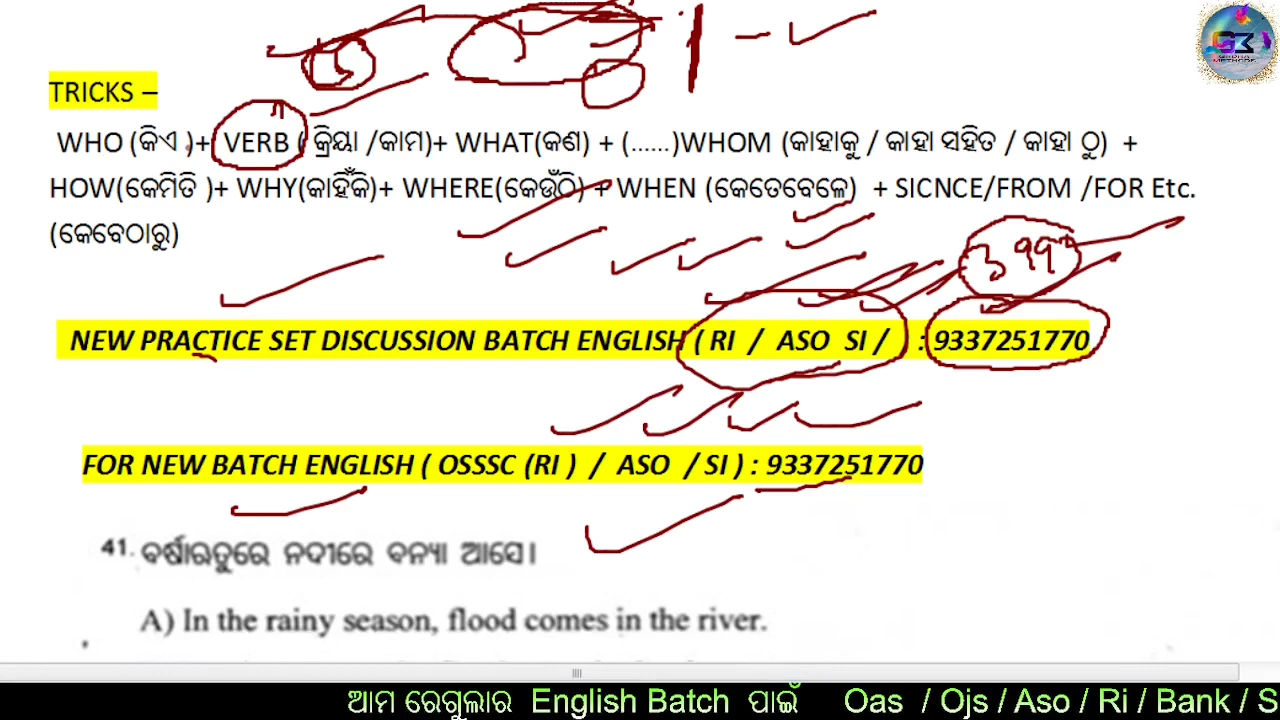 TRICKS –
WHO (କିଏ )+ VERB ( କ୍ରିୟା /କାମ)+ WHAT(କଣ) + (......)WHOM (କାହାକୁ / କାହା ସହିତ / କାହା ଠୁ) +
HOW(କେମିତି )+ WHY(କାହିଁକି)+ WHERE(କେଉଁଠି) + WHEN (କେତେବେଳେ) + SICNCE/FROM /FOR Etc.
(କେବେଠାରୁ)
NEW PRACTICE SET DISCUSSION BATCH ENGLISH ( RI / ASO SI / ) : 9337251770
FOR NEW BATCH ENGLISH ( OSSSC (RI ) / ASO / SI ) : 9337251770
41. ବର୍ଷାଋତୁରେ ନଦୀରେ ବନ୍ୟା ଆସେ।
A) In the rainy season, flood comes in the river.
ଆମ ରେଗୁଲାର English Batch ପାଇଁ Oas / Ojs / Aso / Ri / Bank / S